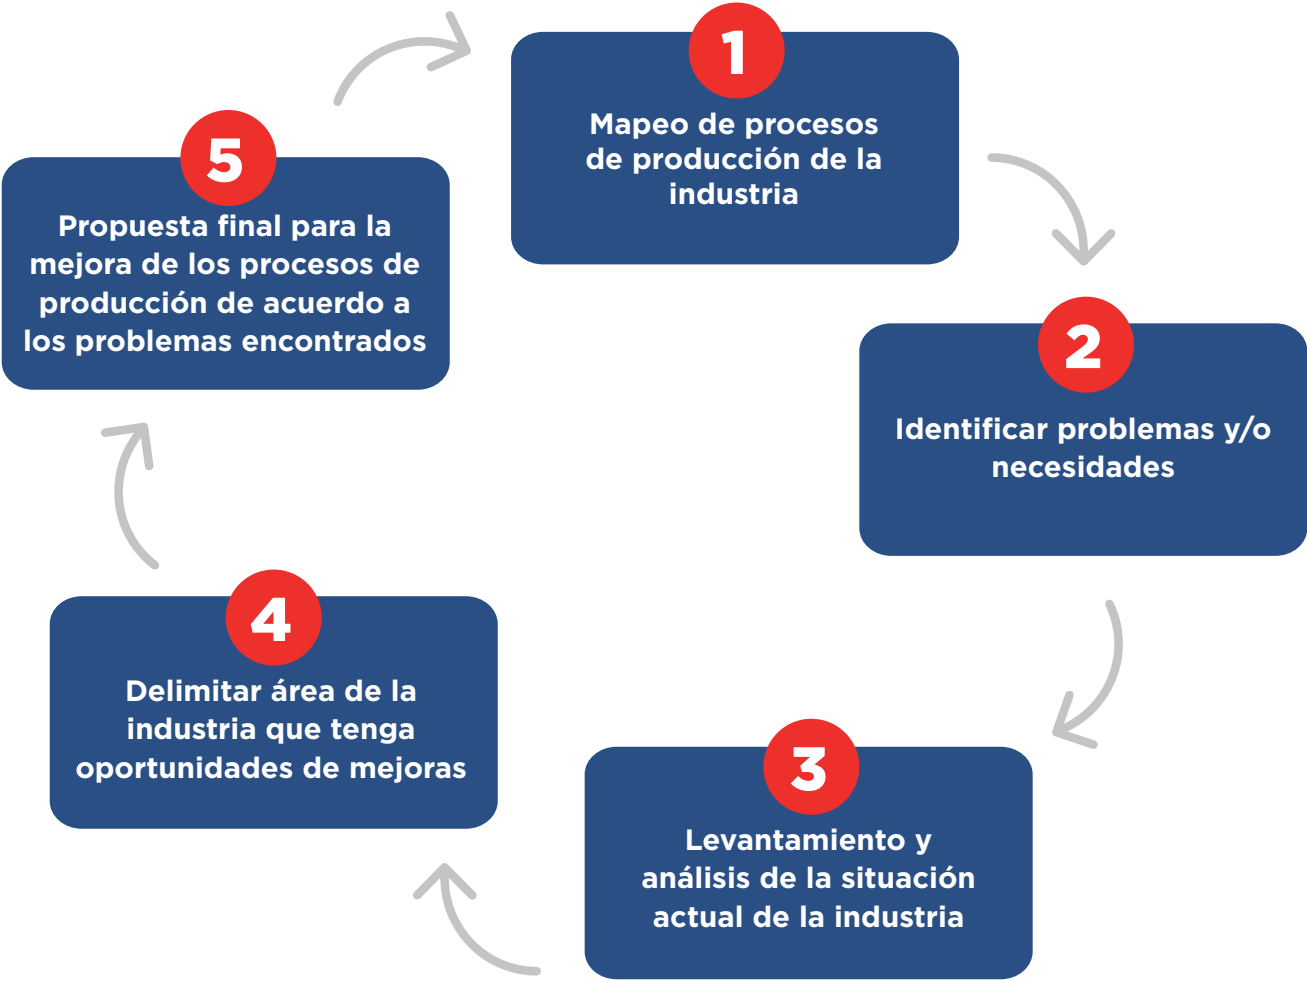 1
Mapeo de procesos
de producción de la
industria
2
Identificar problemas y/o
necesidades
3
Levantamiento y
análisis de la situación
actual de la industria
4
Delimitar área de la
industria que tenga
oportunidades de mejoras
5
Propuesta final para la
mejora de los procesos de
producción de acuerdo a
los problemas encontrados